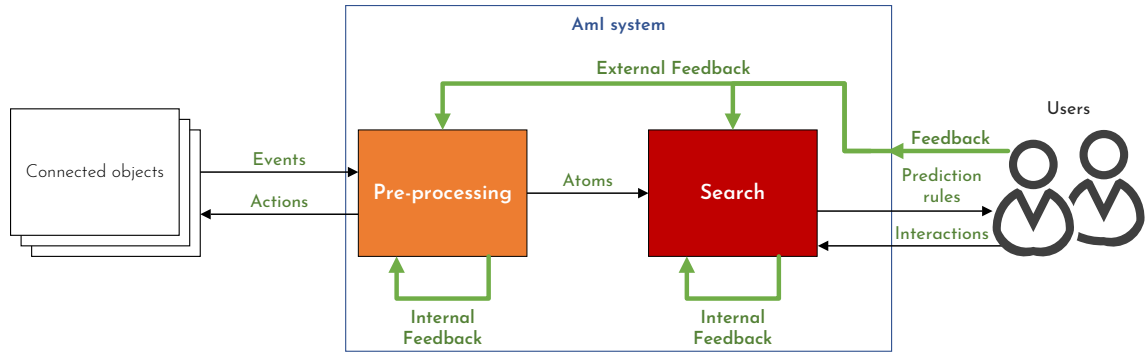 AmI system
External Feedback
Users
Connected objects
Events
Actions
Pre-processing
Atoms
Search
Feedback
Prediction
rules
Interactions
Internal
Feedback
Internal
Feedback